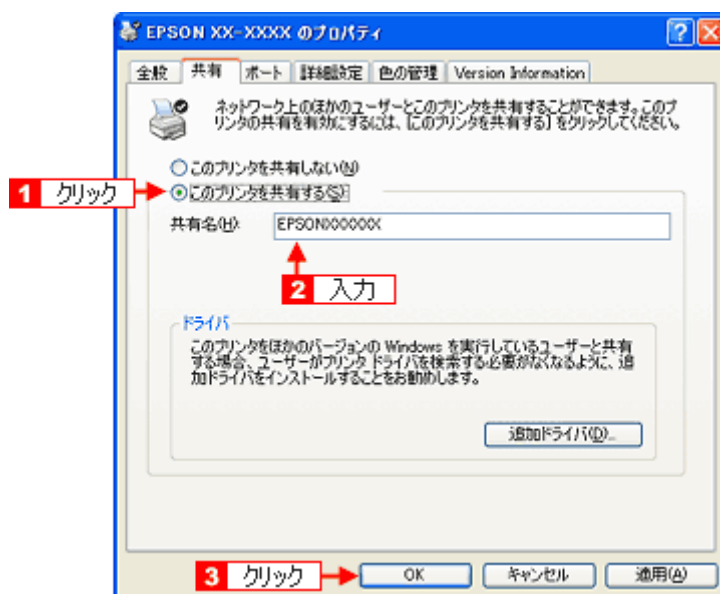 EPSON XX-XXXX のプロパティ
全般 共有 ポート 詳細設定 色の管理 Version Information
ネットワーク上のほかのユーザーとこのプリンタを共有することができます。このプ
リンタの共有を有効にするには、[このプリンタを共有する] をクリックしてください。
このプリンタを共有しない(N)
1 クリック
このプリンタを共有する(S)
共有名(H): EPSONXXXXXX
2 入力
ドライバ
このプリンタをほかのバージョンの Windows を実行しているユーザーと共有
する場合、ユーザーがプリンタ ドライバを検索する必要がなくなるように、追
加ドライバをインストールすることをお勧めします。
追加ドライバ(D)...
3 クリック
OK キャンセル 適用(A)